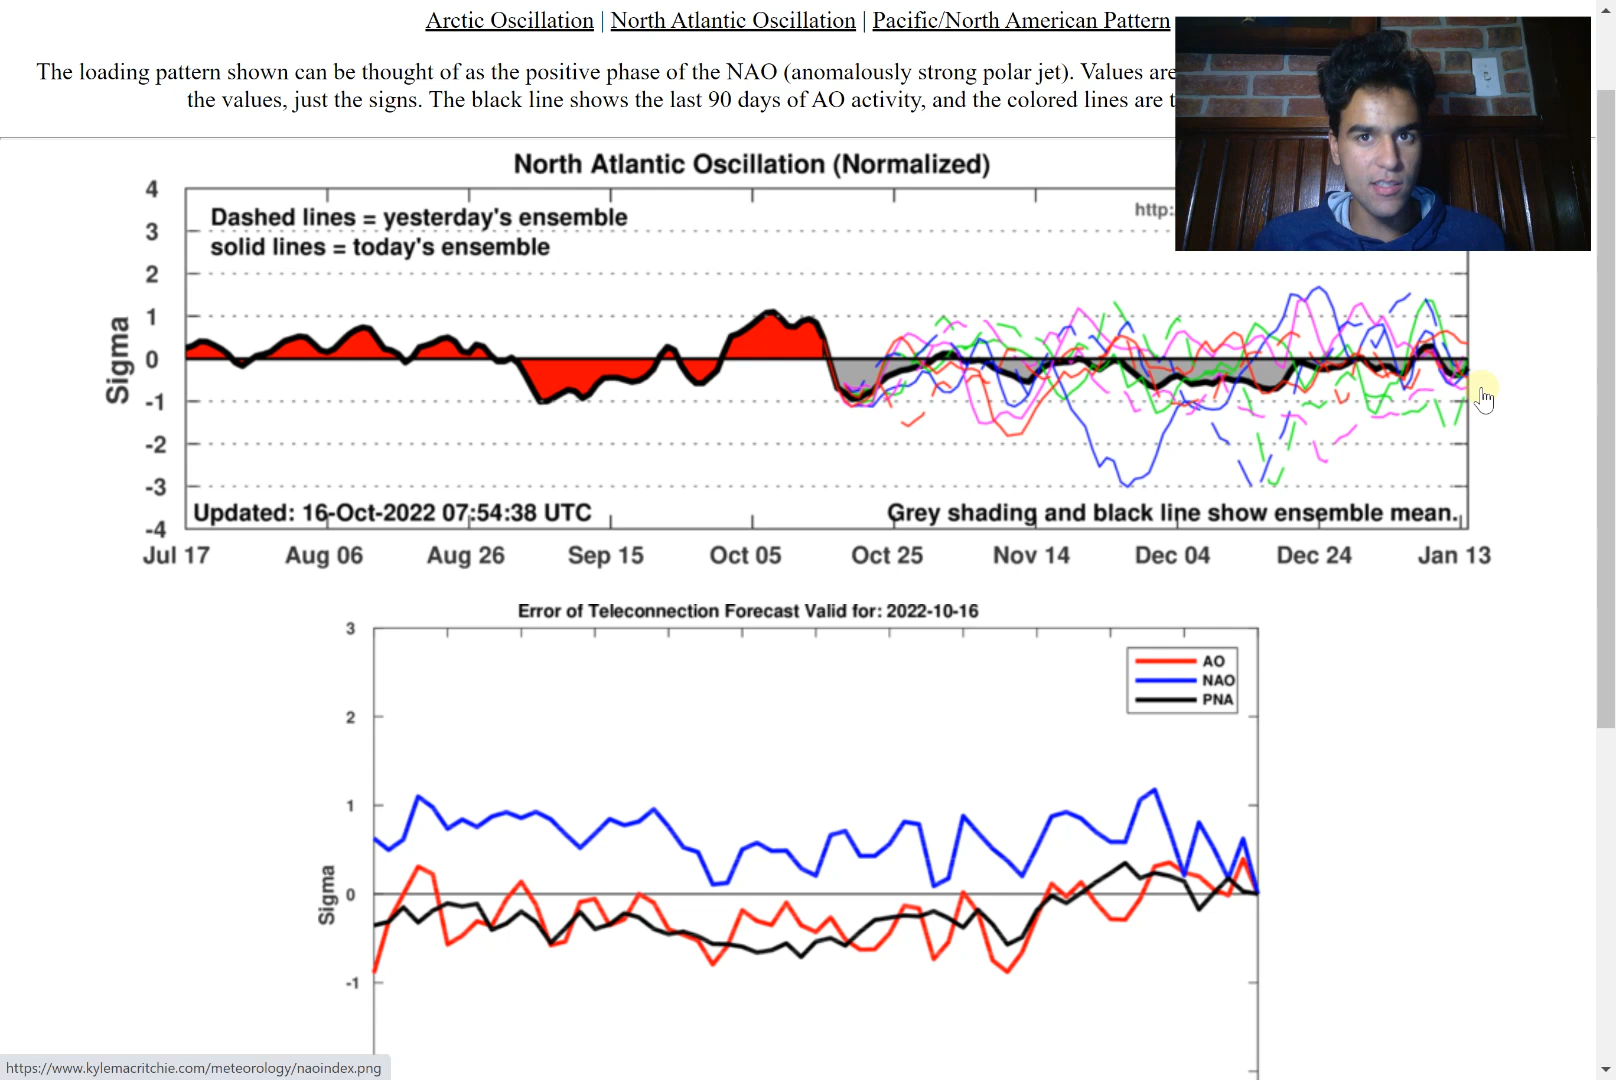 Arctic Oscillation | North Atlantic Oscillation | Pacific/North American Pattern
The loading pattern shown can be thought of as the positive phase of the NAO (anomalously strong polar jet). Values are
the values, just the signs. The black line shows the last 90 days of AO activity, and the colored lines are t
North Atlantic Oscillation (Normalized)
4
Dashed lines = yesterday's ensemble
http:
3
solid lines = today's ensemble
2
1
0
-1
-2
-3
-4
Sigma
Updated: 16-Oct-2022 07:54:38 UTC
Grey shading and black line show ensemble mean.
Jul 17 Aug 06 Aug 26 Sep 15 Oct 05 Oct 25 Nov 14 Dec 04 Dec 24 Jan 13
Error of Teleconnection Forecast Valid for: 2022-10-16
3
AO
NAO
PNA
2
1
0
-1
Sigma
https://www.kylemacritchie.com/meteorology/naoindex.png